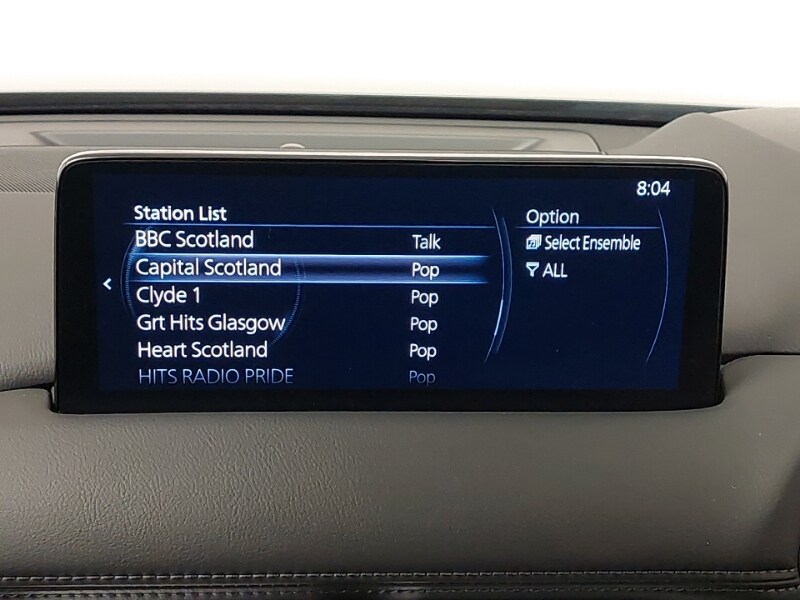 8:04
Station List
BBC Scotland Talk
Capital Scotland Pop
Clyde 1 Pop
Grt Hits Glasgow Pop
Heart Scotland Pop
HITS RADIO PRIDE Pop
Option
Select Ensemble
ALL